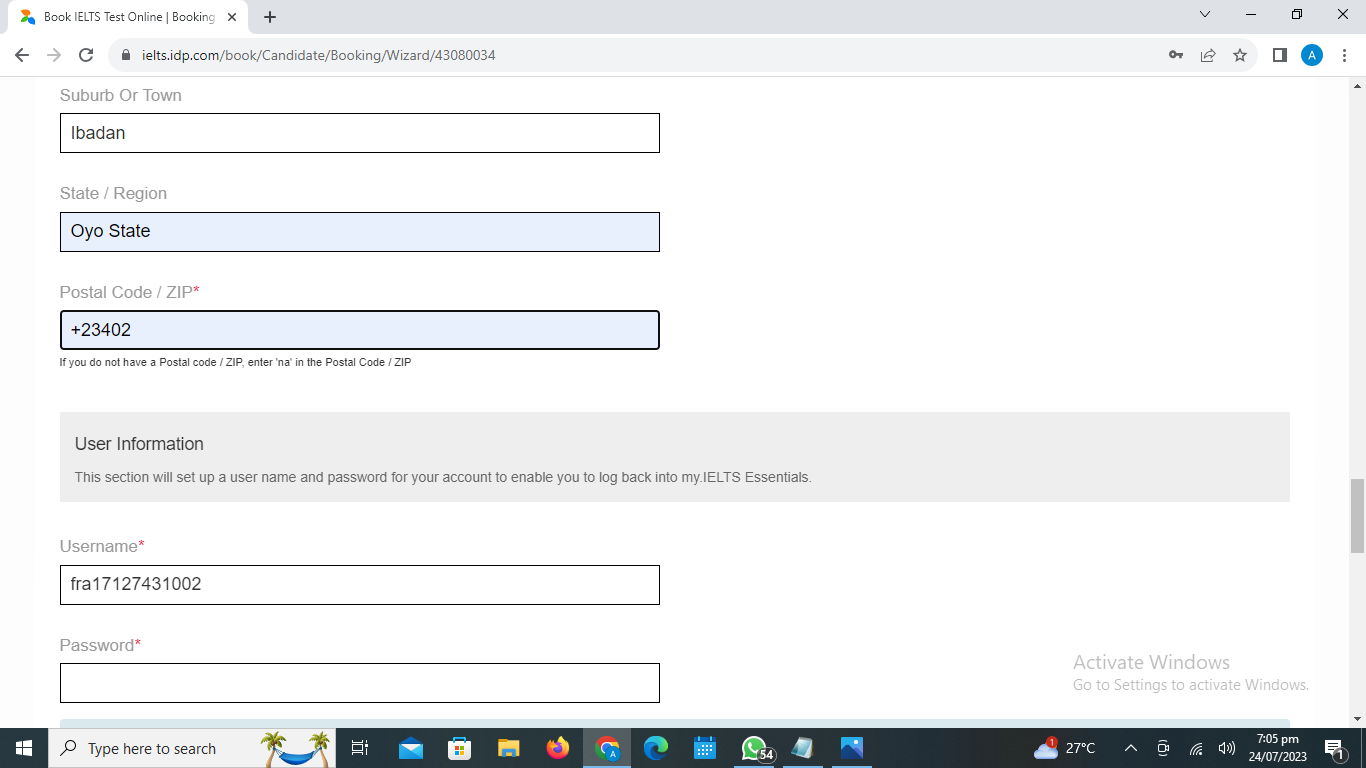 Book IELTS Test Online | Booking
ielts.idp.com/book/Candidate/Booking/Wizard/43080034
A
Suburb Or Town
Ibadan
State / Region
Oyo State
Postal Code / ZIP*
+23402
If you do not have a Postal code / ZIP, enter 'na' in the Postal Code / ZIP
User Information
This section will set up a user name and password for your account to enable you to log back into my.IELTS Essentials.
Username*
fra17127431002
Password*
Activate Windows
Go to Settings to activate Windows.
Type here to search
A
54
1
27°C
7:05 pm
24/07/2023
1